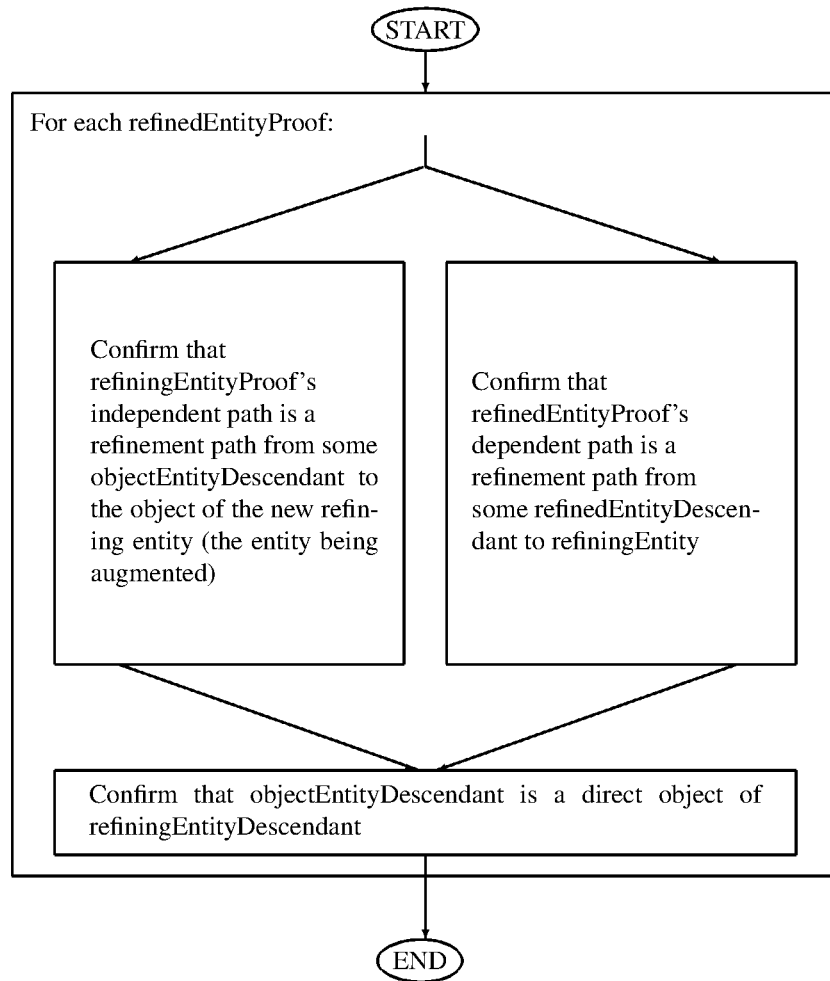 START
For each refinedEntityProof:
Confirm that
refiningEntityProof's
independent path is a
refinement path from some
objectEntityDescendant to
the object of the new refin-
ing entity (the entity being
augmented)
Confirm that
refinedEntityProof's
dependent path is a
refinement path from
some refinedEntityDescen-
dant to refiningEntity
Confirm that objectEntityDescendant is a direct object of
refiningEntityDescendant
END